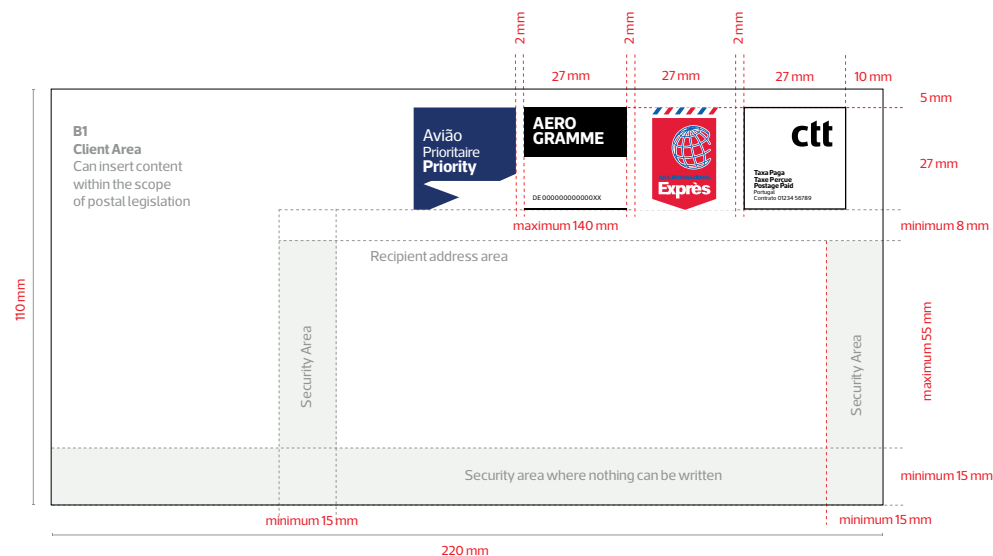 2 mm
2 mm
2 mm
27 mm
27 mm
27 mm
10 mm
5 mm
B1
Client Area
Can insert content
within the scope
of postal legislation
Avião
Prioritaire
Priority
AERO
GRAMME
DE 000000000000XX
Exprès
ctt
Taxa Paga
Taxe Percue
Postage Paid
Portugal
Contrato 01234 56789
27 mm
maximum 140 mm
minimum 8 mm
Recipient address area
110 mm
Security Area
Security Area
maximum 55 mm
Security area where nothing can be written
minimum 15 mm
minimum 15 mm
minimum 15 mm
220 mm